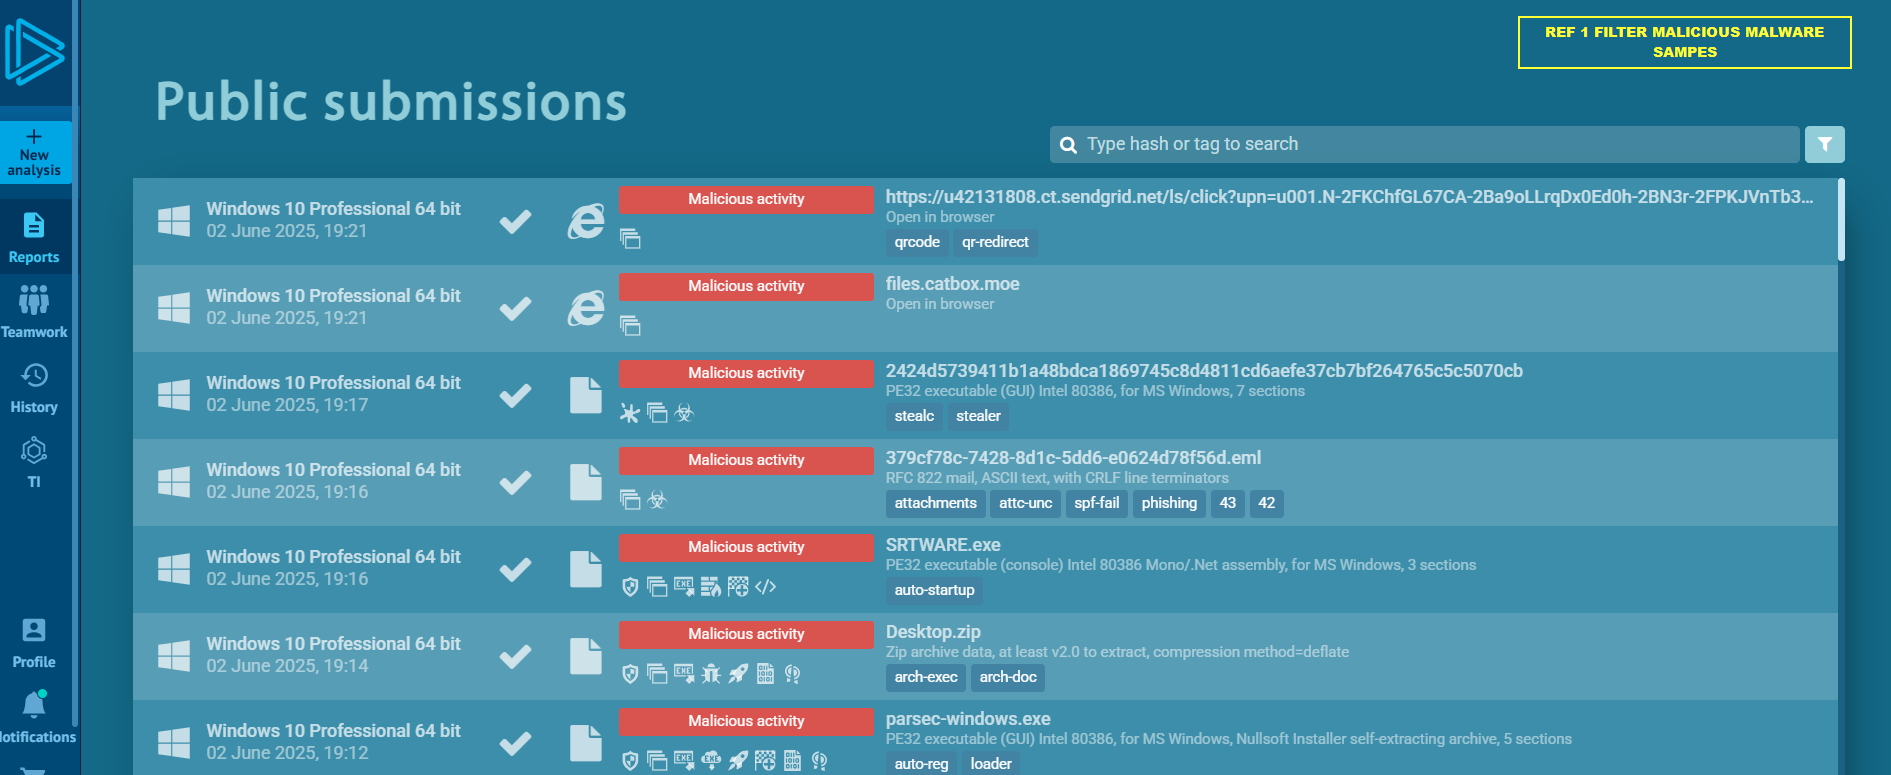 REF 1 FILTER MALICIOUS MALWARE
SAMPES
Public submissions
Type hash or tag to search
+
New
analysis
Reports
Teamwork
History
TI
Profile
Notifications
Windows 10 Professional 64 bit
02 June 2025, 19:21
Malicious activity
https://u42131808.ct.sendgrid.net/ls/click?upn=u001.N-2FKChfGL67CA-2Ba9oLLrqDx0Ed0h-2BN3r-2FPKJVnTb3...
Open in browser
qrcode qr-redirect
Windows 10 Professional 64 bit
02 June 2025, 19:21
Malicious activity
files.catbox.moe
Open in browser
Windows 10 Professional 64 bit
02 June 2025, 19:17
Malicious activity
2424d5739411b1a48bdca1869745c8d4811cd6aefe37cb7bf264765c5c5070cb
PE32 executable (GUI) Intel 80386, for MS Windows, 7 sections
stealc stealer
Windows 10 Professional 64 bit
02 June 2025, 19:16
Malicious activity
379cf78c-7428-8d1c-5dd6-e0624d78f56d.eml
RFC 822 mail, ASCII text, with CRLF line terminators
attachments attc-unc spf-fail phishing 43 42
Windows 10 Professional 64 bit
02 June 2025, 19:16
Malicious activity
SRTWARE.exe
PE32 executable (console) Intel 80386 Mono/.Net assembly, for MS Windows, 3 sections
auto-startup
Windows 10 Professional 64 bit
02 June 2025, 19:14
Malicious activity
Desktop.zip
Zip archive data, at least v2.0 to extract, compression method=deflate
arch-exec arch-doc
Windows 10 Professional 64 bit
02 June 2025, 19:12
Malicious activity
parsec-windows.exe
PE32 executable (GUI) Intel 80386, for MS Windows, Nullsoft Installer self-extracting archive, 5 sections
auto-reg loader